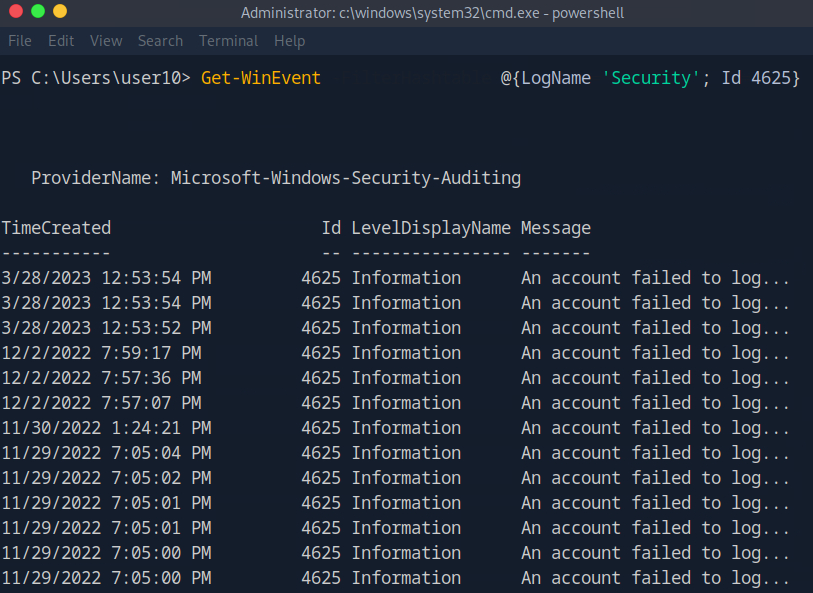 Administrator: c:\windows\system32\cmd.exe - powershell
File Edit View Search Terminal Help
PS C:\Users\user10> Get-WinEvent @{LogName 'Security'; Id 4625}
ProviderName: Microsoft-Windows-Security-Auditing
TimeCreated Id LevelDisplayName Message
----------- -- ---------------- -------
3/28/2023 12:53:54 PM 4625 Information An account failed to log...
3/28/2023 12:53:54 PM 4625 Information An account failed to log...
3/28/2023 12:53:52 PM 4625 Information An account failed to log...
12/2/2022 7:59:17 PM 4625 Information An account failed to log...
12/2/2022 7:57:36 PM 4625 Information An account failed to log...
12/2/2022 7:57:07 PM 4625 Information An account failed to log...
11/30/2022 1:24:21 PM 4625 Information An account failed to log...
11/29/2022 7:05:04 PM 4625 Information An account failed to log...
11/29/2022 7:05:02 PM 4625 Information An account failed to log...
11/29/2022 7:05:01 PM 4625 Information An account failed to log...
11/29/2022 7:05:01 PM 4625 Information An account failed to log...
11/29/2022 7:05:00 PM 4625 Information An account failed to log...
11/29/2022 7:05:00 PM 4625 Information An account failed to log...